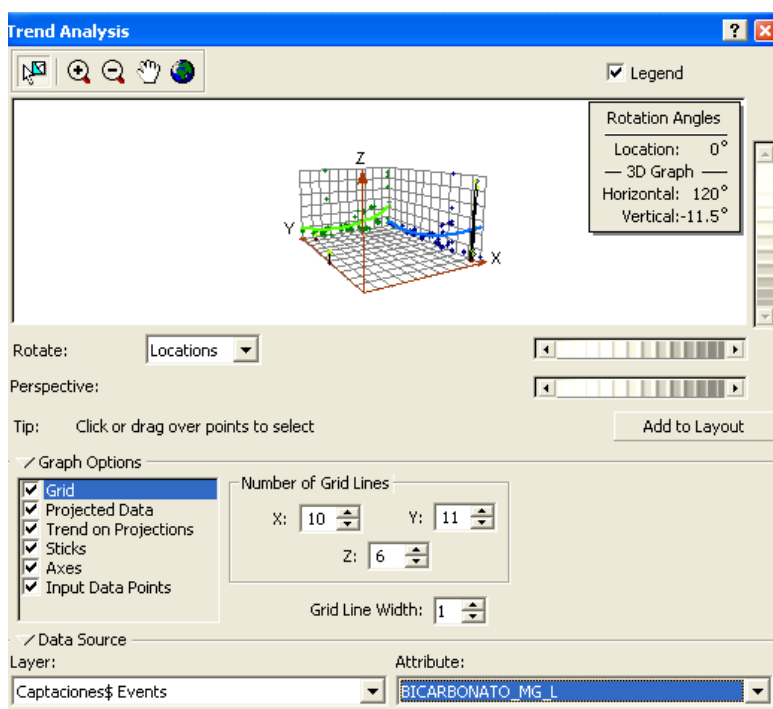 Trend Analysis
Legend
Rotation Angles
Location: 0°
3D Graph
Horizontal: 120°
Vertical:-11.5°
Z
Y
X
Rotate: Locations
Perspective:
Tip: Click or drag over points to select
Add to Layout
Graph Options
Grid
Projected Data
Trend on Projections
Sticks
Axes
Input Data Points
Number of Grid Lines
X: 10 Y: 11
Z: 6
Grid Line Width: 1
Data Source
Layer: Attribute:
Captaciones$ Events BICARBONATO_MG_L